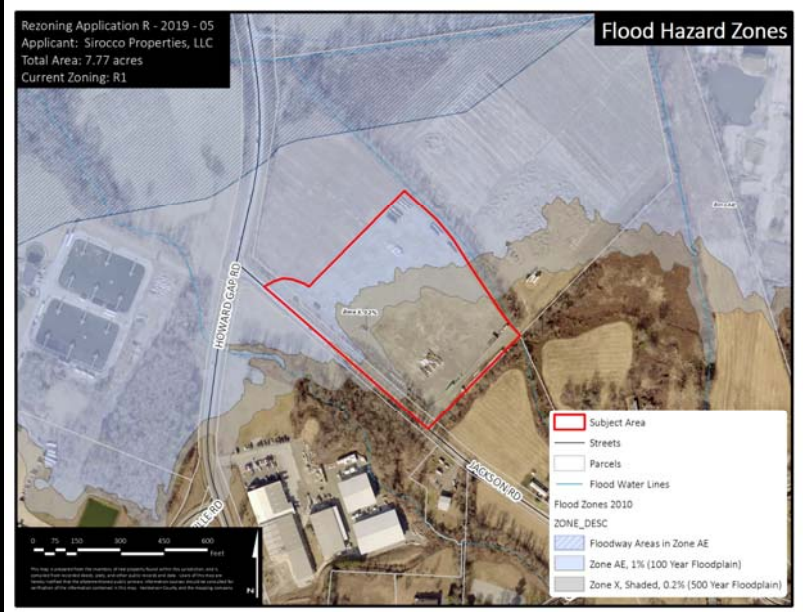 Rezoning Application R - 2019 - 05
Applicant: Sirocco Properties, LLC
Total Area: 7.77 acres
Current Zoning: R1
Flood Hazard Zones
HOWARD GAP RD
JACKSON RD
Subject Area
Streets
Parcels
Flood Water Lines
Flood Zones 2010
ZONE_DESC
Floodway Areas in Zone AE
Zone AE, 1% (100 Year Floodplain)
Zone X, Shaded, 0.2% (500 Year Floodplain)
0 75 150 300 450 600
Feet
N